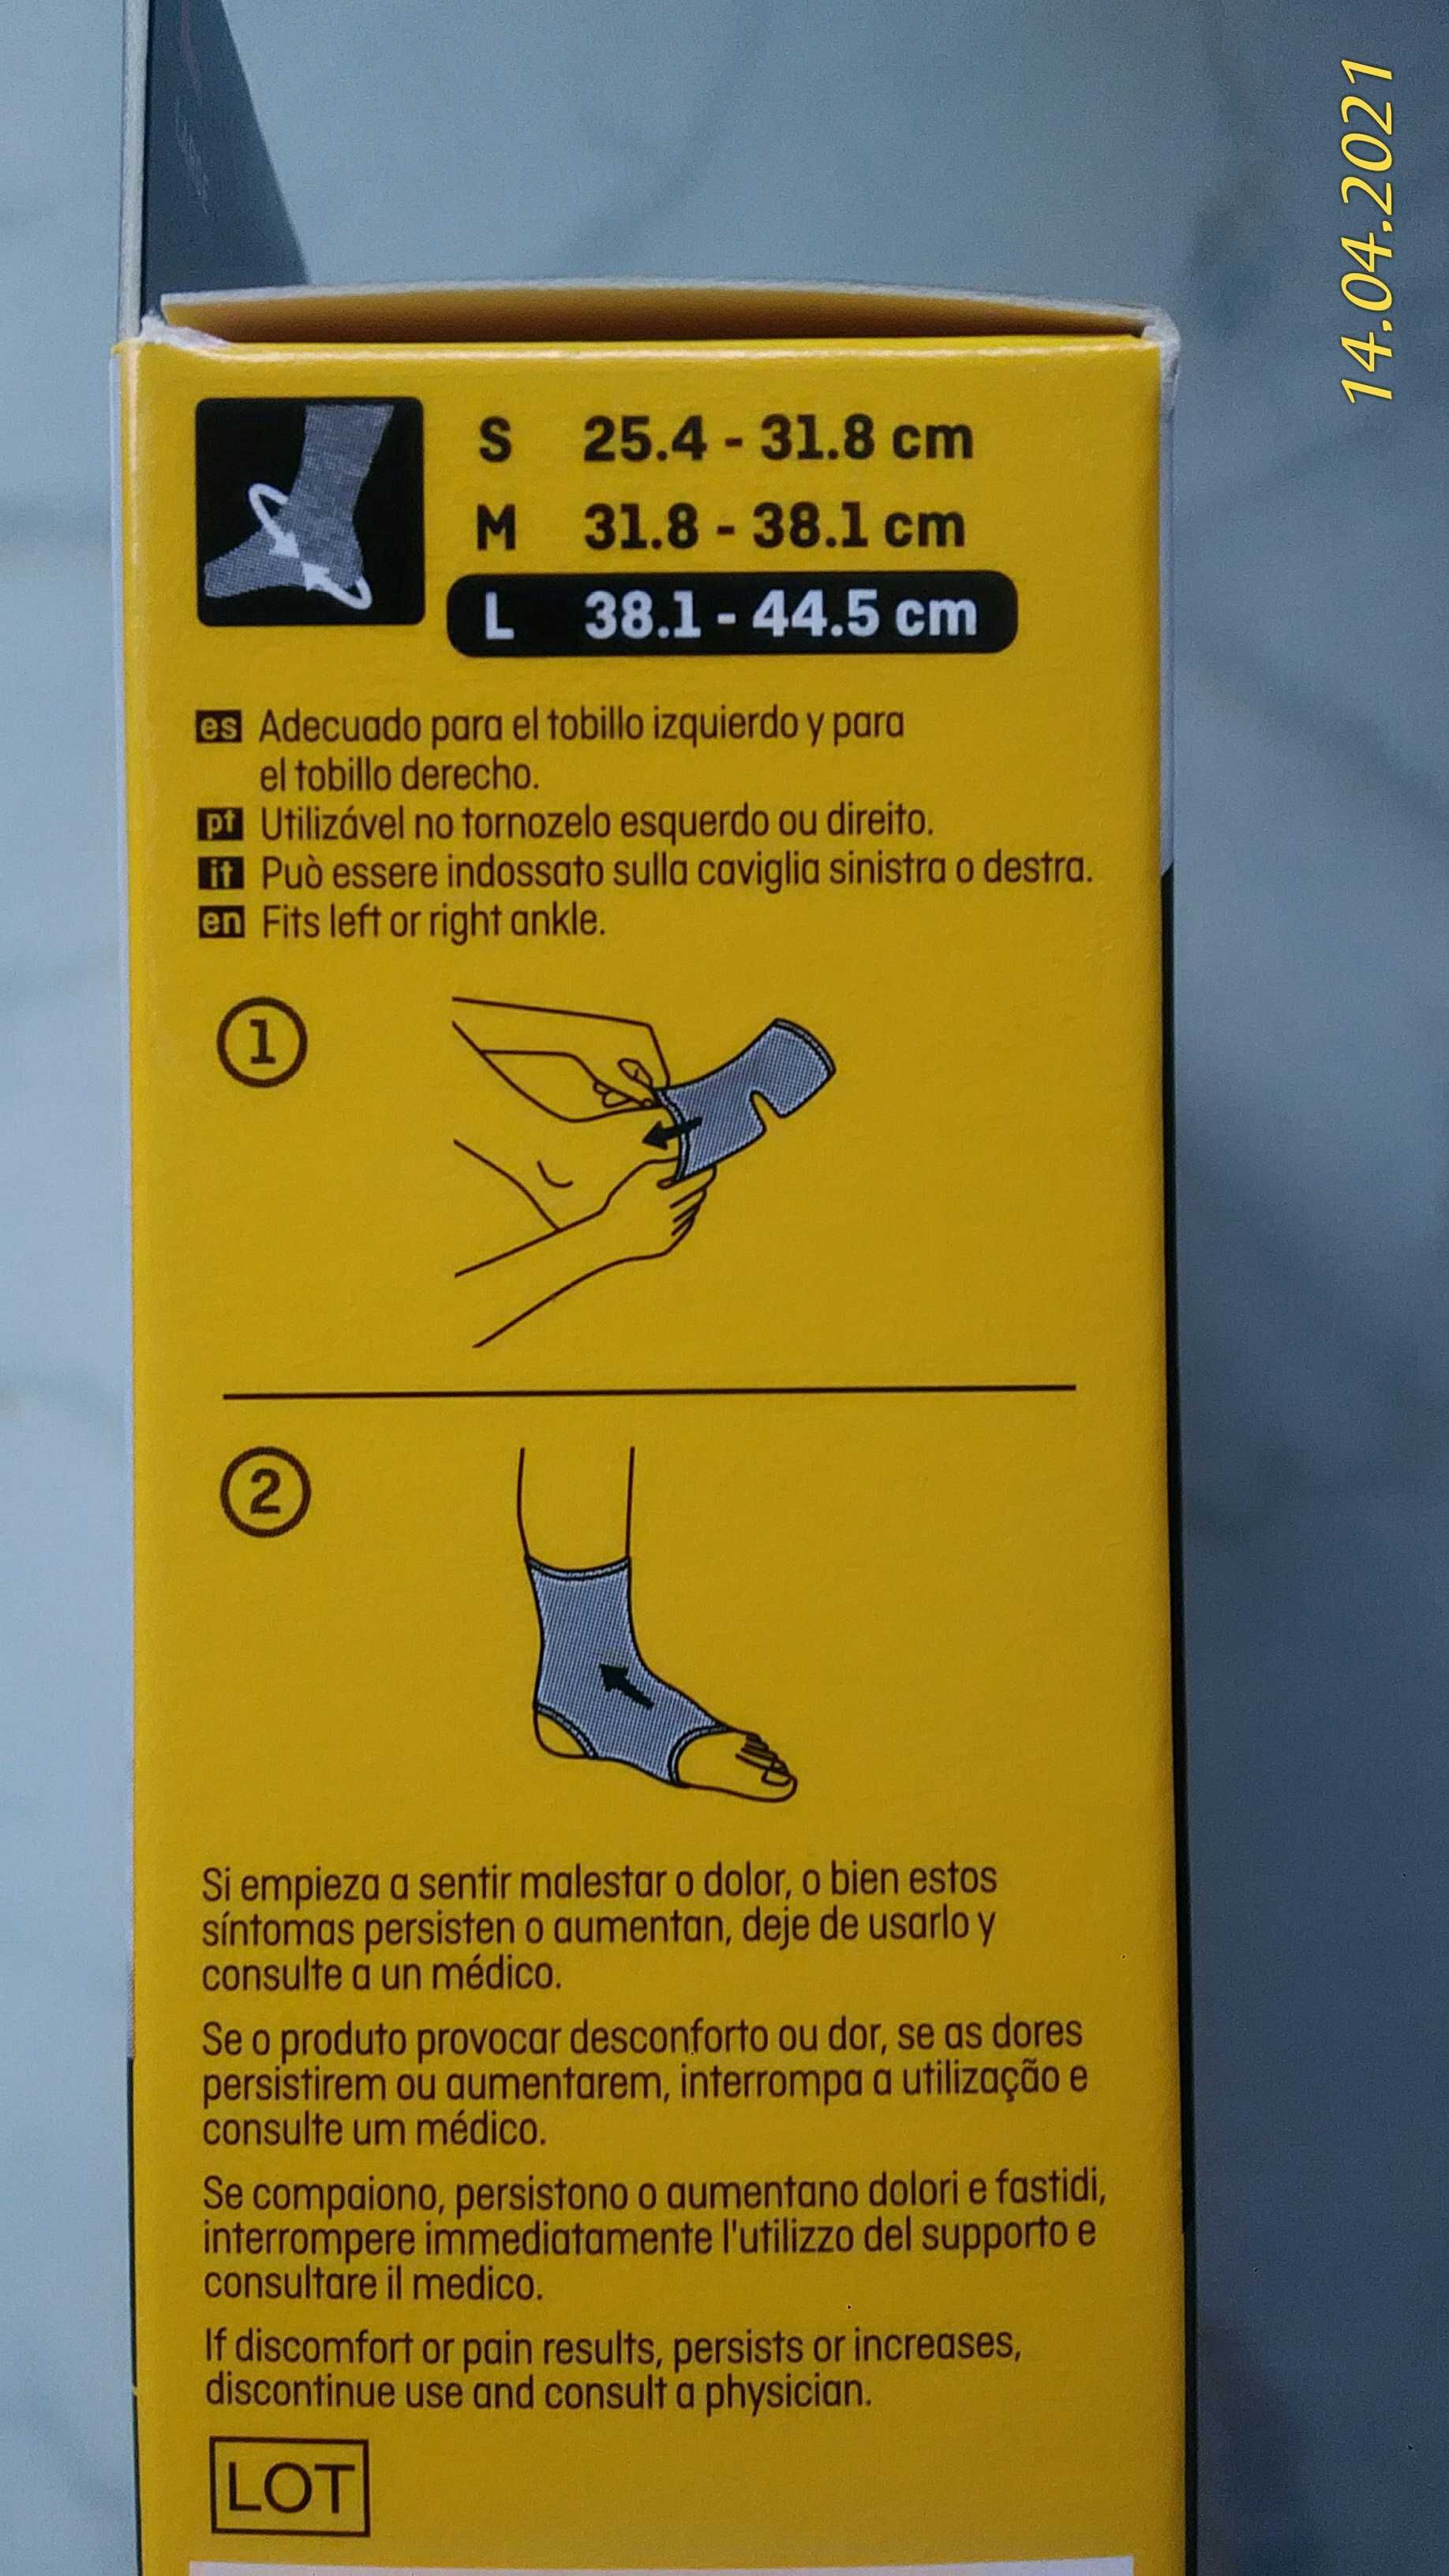 14.04.2021
S 25.4 - 31.8 cm
M 31.8 - 38.1 cm
L 38.1 - 44.5 cm
es Adecuado para el tobillo izquierdo y para
el tobillo derecho.
pt Utilizável no tornozelo esquerdo ou direito.
it Può essere indossato sulla caviglia sinistra o destra.
en Fits left or right ankle.
1
2
Si empieza a sentir malestar o dolor, o bien estos
síntomas persisten o aumentan, deje de usarlo y
consulte a un médico.
Se o produto provocar desconforto ou dor, se as dores
persistirem ou aumentarem, interrompa a utilização e
consulte um médico.
Se compaiono, persistono o aumentano dolori e fastidi,
interrompere immediatamente l'utilizzo del supporto e
consultare il medico.
If discomfort or pain results, persists or increases,
discontinue use and consult a physician.
LOT